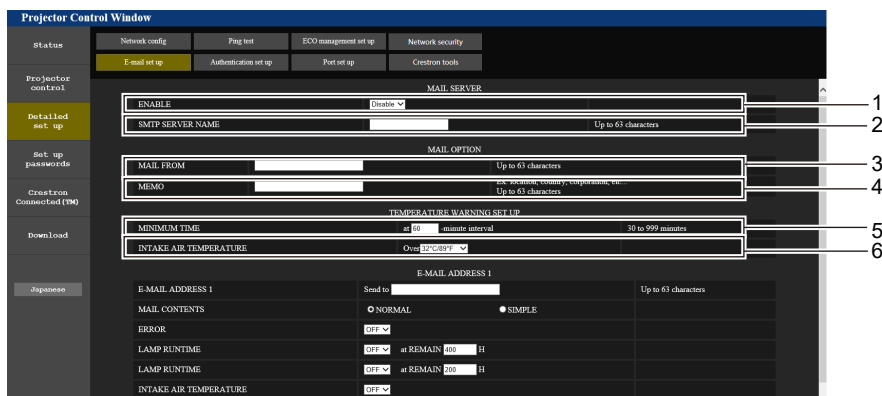 Projector Control Window
Status
Projector control
Detailed set up
Set up passwords
Crestron Connected(TM)
Download
Japanese
Network config Ping test ECO management set up Network security
E-mail set up Authentication set up Port set up Crestron tools
MAIL SERVER
ENABLE Disable 1
SMTP SERVER NAME Up to 63 characters 2
MAIL OPTION
MAIL FROM Up to 63 characters 3
MEMO Ex. location, country, corporation, etc... 4
Up to 63 characters
TEMPERATURE WARNING SET UP
MINIMUM TIME at 60 -minute interval 30 to 999 minutes 5
INTAKE AIR TEMPERATURE Over 32°C/89°F 6
E-MAIL ADDRESS 1
E-MAIL ADDRESS 1 Send to Up to 63 characters
MAIL CONTENTS NORMAL SIMPLE
ERROR OFF
LAMP RUNTIME OFF at REMAIN 400 H
LAMP RUNTIME OFF at REMAIN 200 H
INTAKE AIR TEMPERATURE OFF